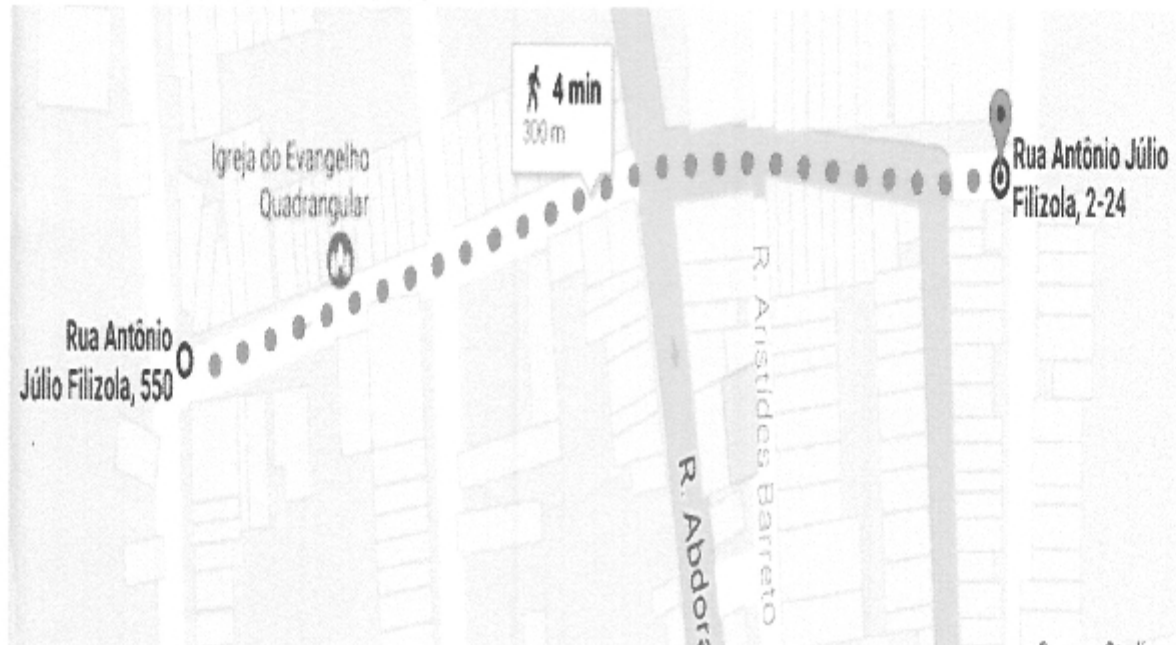 4 min
300 m
Igreja do Evangelho
Quadrangular
Rua Antônio Júlio
Filizola, 2-24
Rua Antônio
Júlio Filizola, 550
R. Aristides Barreto
R. Abdora